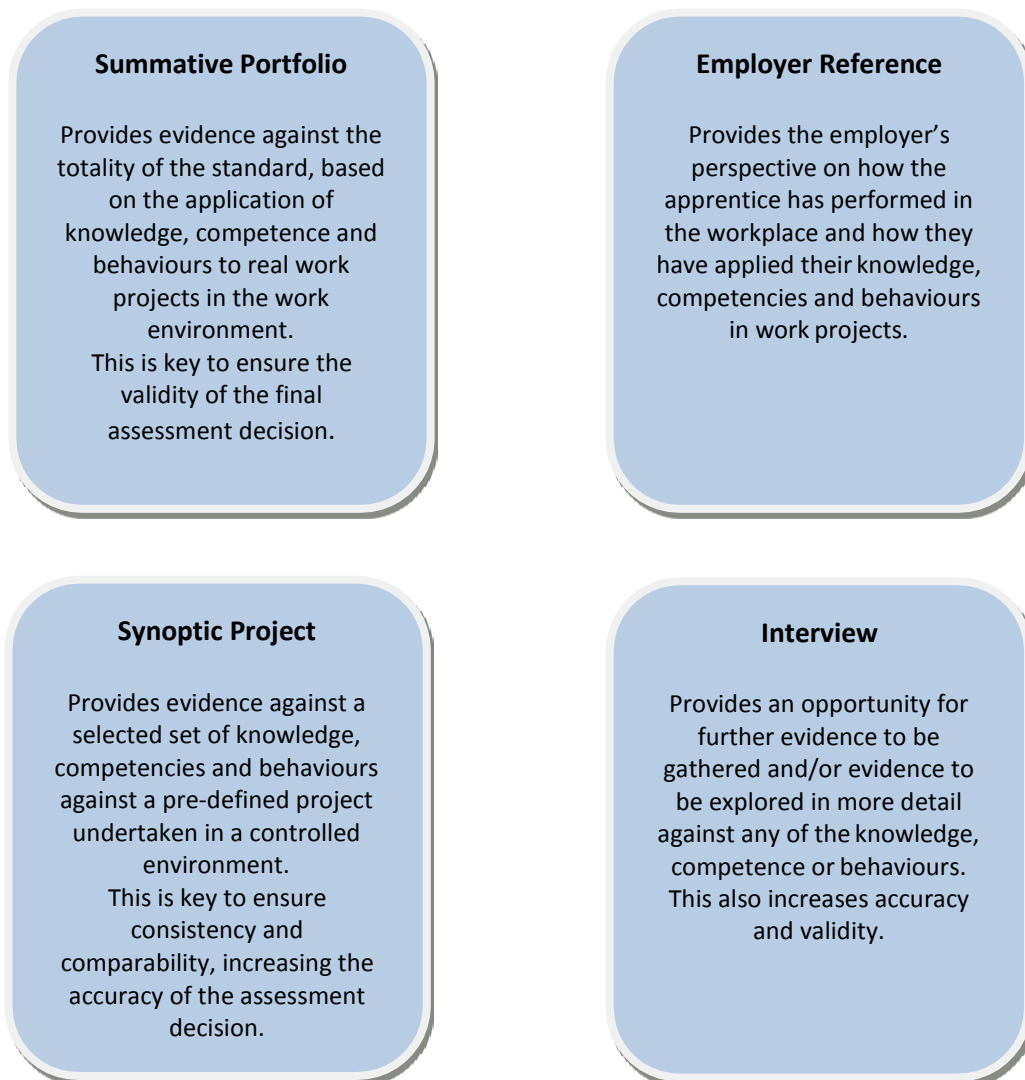 Summative Portfolio
Provides evidence against the
totality of the standard, based
on the application of
knowledge, competence and
behaviours to real work
projects in the work
environment.
This is key to ensure the
validity of the final
assessment decision.
Employer Reference
Provides the employer’s
perspective on how the
apprentice has performed in
the workplace and how they
have applied their knowledge,
competencies and behaviours
in work projects.
Synoptic Project
Provides evidence against a
selected set of knowledge,
competencies and behaviours
against a pre-defined project
undertaken in a controlled
environment.
This is key to ensure
consistency and
comparability, increasing the
accuracy of the assessment
decision.
Interview
Provides an opportunity for
further evidence to be
gathered and/or evidence to
be explored in more detail
against any of the knowledge,
competence or behaviours.
This also increases accuracy
and validity.